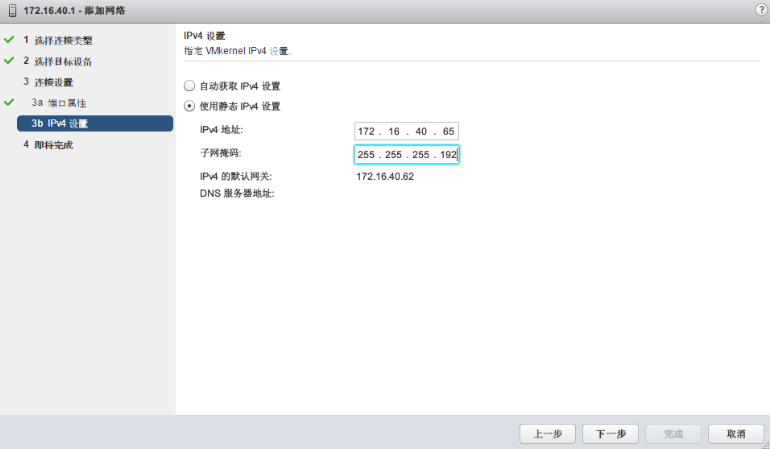 172.16.40.1 - 添加网络
?
1 选择连接类型
2 选择目标设备
3 连接设置
3a 端口属性
3b IPv4 设置
4 即将完成
IPv4 设置
指定 VMkernel IPv4 设置。
自动获取 IPv4 设置
使用静态 IPv4 设置
IPv4 地址: 172 . 16 . 40 . 65
子网掩码: 255 . 255 . 255 . 192
IPv4 的默认网关: 172.16.40.62
DNS 服务器地址:
上一步 下一步 完成 取消